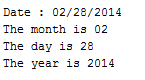 Date : 02/28/2014
The month is 02
The day is 28
The year is 2014